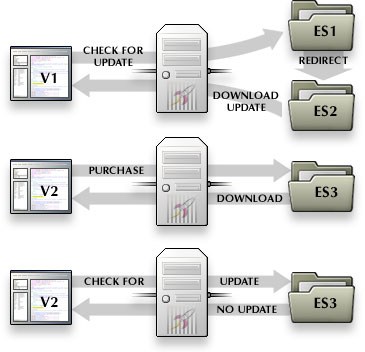 ES1
CHECK FOR
UPDATE
REDIRECT
V1
DOWNLOAD
UPDATE
ES2
PURCHASE
V2
ES3
DOWNLOAD
CHECK FOR
UPDATE
V2
ES3
NO UPDATE